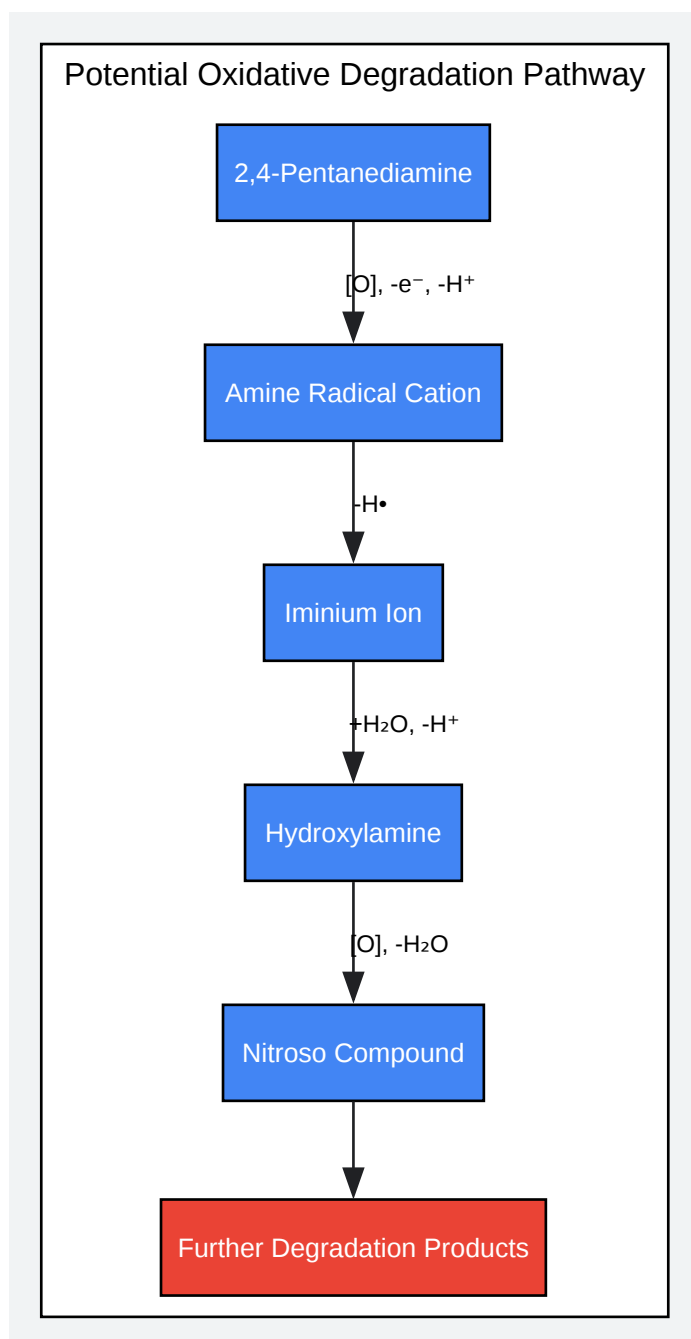 Potential Oxidative Degradation Pathway
2,4-Pentanediamine
[O], -e⁻, -H⁺
Amine Radical Cation
-H•
Iminium Ion
+H₂O, -H⁺
Hydroxylamine
[O], -H₂O
Nitroso Compound
Further Degradation Products